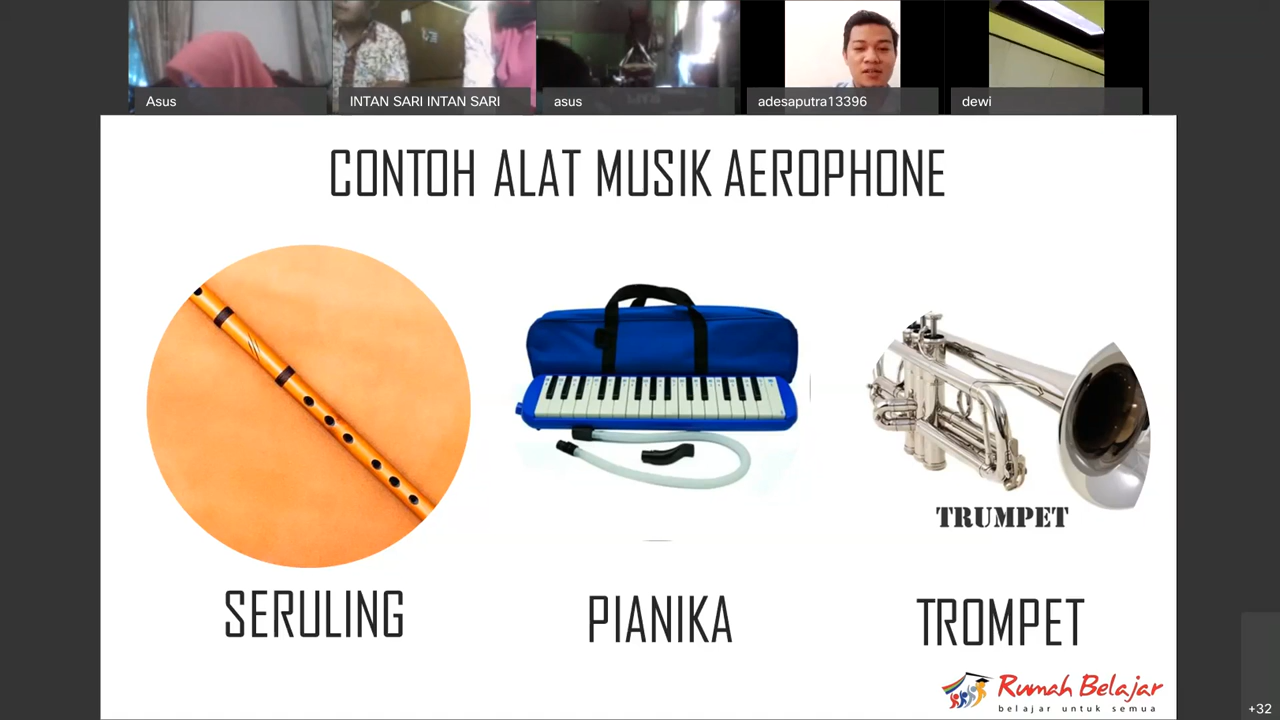 Asus
INTAN SARI INTAN SARI
asus
adesaputra13396
dewi
CONTOH ALAT MUSIK AEROPHONE
TRUMPET
SERULING
PIANIKA
TROMPET
Rumah Belajar
belajar untuk semua
+32